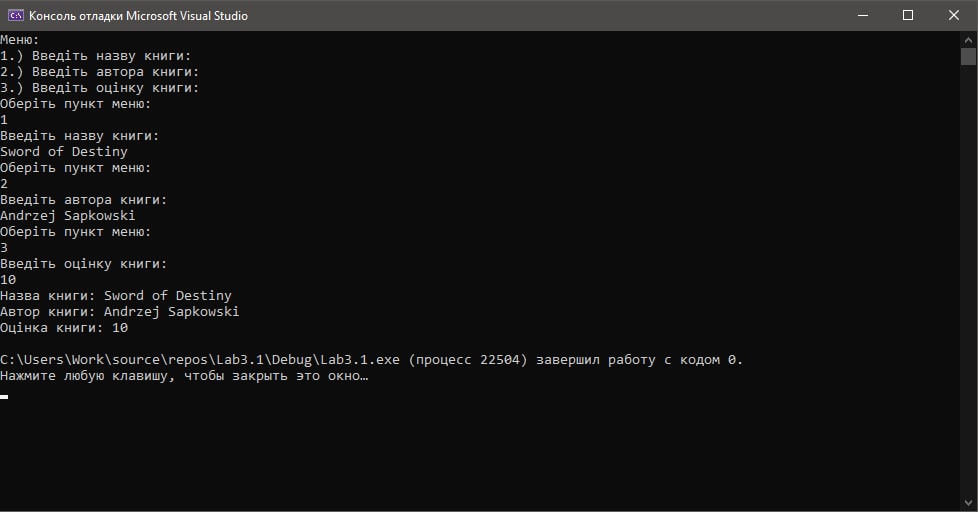 Консоль отладки Microsoft Visual Studio
Меню:
1.) Введіть назву книги:
2.) Введіть автора книги:
3.) Введіть оцінку книги:
Оберіть пункт меню:
1
Введіть назву книги:
Sword of Destiny
Оберіть пункт меню:
2
Введіть автора книги:
Andrzej Sapkowski
Оберіть пункт меню:
3
Введіть оцінку книги:
10
Назва книги: Sword of Destiny
Автор книги: Andrzej Sapkowski
Оцінка книги: 10
C:\Users\Work\source\repos\Lab3.1\Debug\Lab3.1.exe (процесс 22504) завершил работу с кодом 0.
Нажмите любую клавишу, чтобы закрыть это окно…